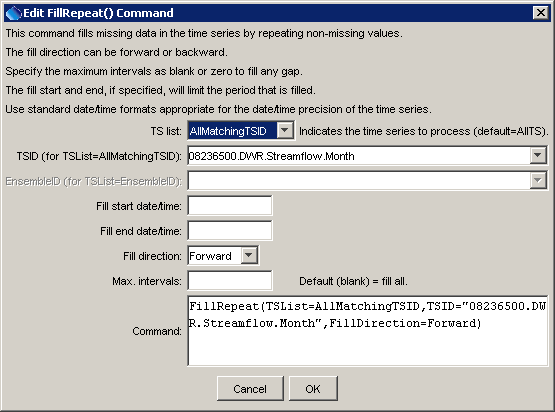 Edit FillRepeat() Command
This command fills missing data in the time series by repeating non-missing values.
The fill direction can be forward or backward.
Specify the maximum intervals as blank or zero to fill any gap.
The fill start and end, if specified, will limit the period that is filled.
Use standard date/time formats appropriate for the date/time precision of the time series.
TS list: AllMatchingTSID Indicates the time series to process (default=AllTS).
TSID (for TSList=AllMatchingTSID): 08236500.DWR.Streamflow.Month
EnsembleID (for TSList=EnsembleID):
Fill start date/time:
Fill end date/time:
Fill direction: Forward
Max. intervals: Default (blank) = fill all.
Command: FillRepeat(TSList=AllMatchingTSID,TSID="08236500.DW
R.Streamflow.Month",FillDirection=Forward)
Cancel OK